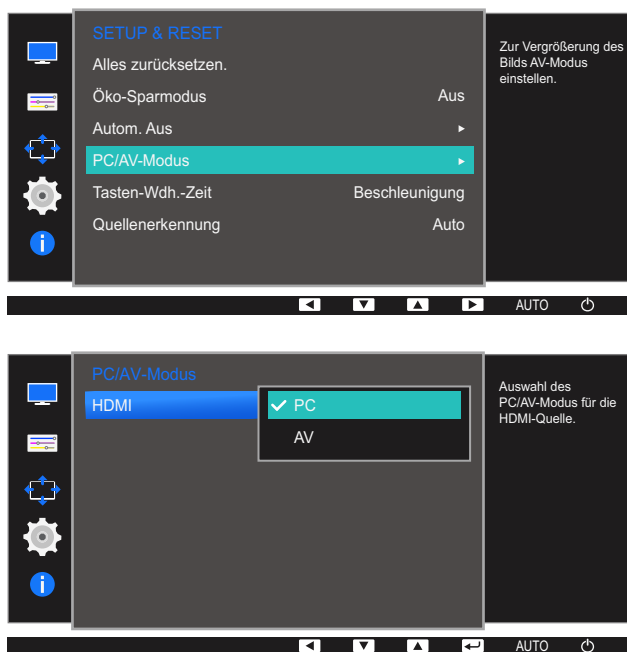 SETUP & RESET
Alles zurücksetzen.
Öko-Sparmodus Aus
Autom. Aus
PC/AV-Modus
Tasten-Wdh.-Zeit Beschleunigung
Quellenerkennung Auto
Zur Vergrößerung des
Bilds AV-Modus
einstellen.
AUTO
PC/AV-Modus
HDMI PC
AV
Auswahl des
PC/AV-Modus für die
HDMI-Quelle.
AUTO